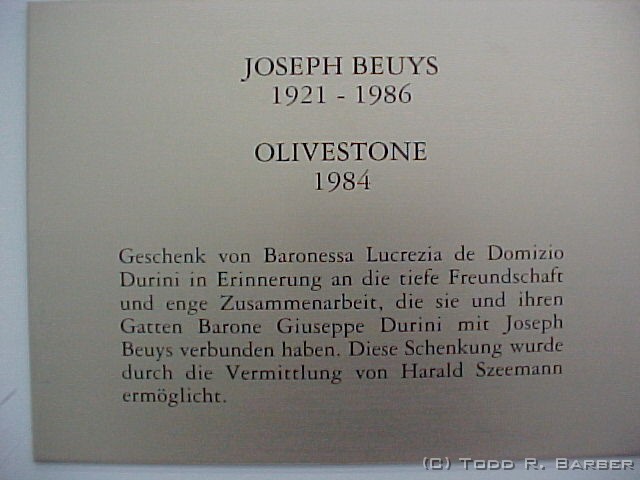 JOSEPH BEUYS
1921 - 1986
OLIVESTONE
1984
Geschenk von Baronessa Lucrezia de Domizio
Durini in Erinnerung an die tiefe Freundschaft
und enge Zusammenarbeit, die sie und ihren
Gatten Barone Giuseppe Durini mit Joseph
Beuys verbunden haben. Diese Schenkung wurde
durch die Vermittlung von Harald Szeemann
ermöglicht.
(C) Todd R. Barber